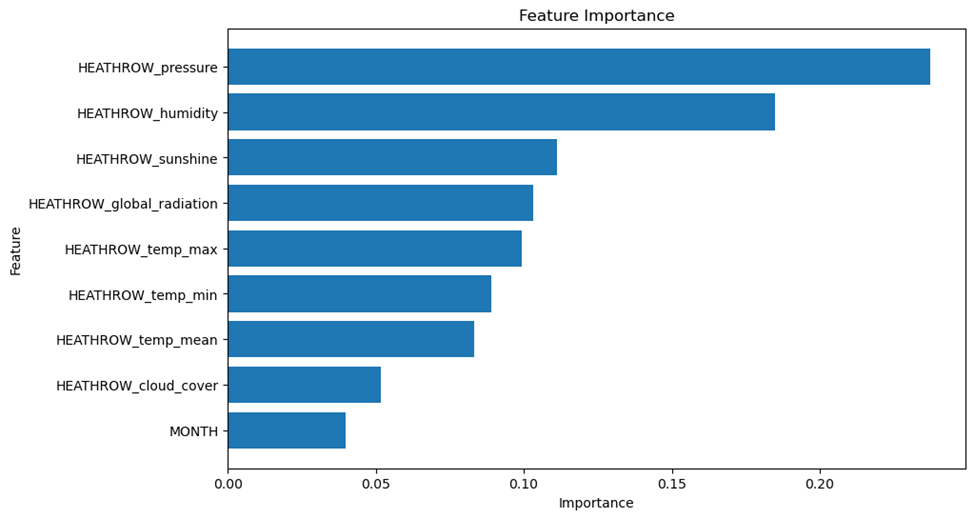 Feature Importance
HEATHROW_pressure
HEATHROW_humidity
HEATHROW_sunshine
HEATHROW_global_radiation
HEATHROW_temp_max
HEATHROW_temp_min
HEATHROW_temp_mean
HEATHROW_cloud_cover
MONTH
Feature
0.00 0.05 0.10 0.15 0.20
Importance